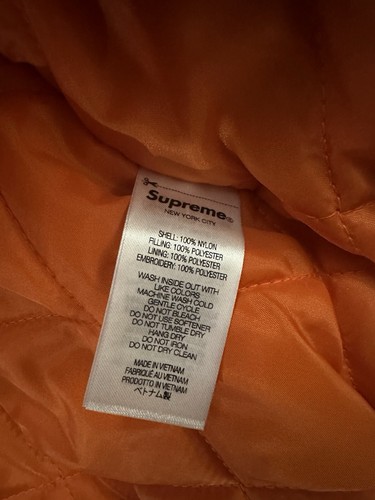 Supreme®
NEW YORK CITY
SHELL: 100% NYLON
FILLING: 100% POLYESTER
LINING: 100% POLYESTER
EMBROIDERY: 100% POLYESTER
WASH INSIDE OUT WITH
LIKE COLORS
MACHINE WASH COLD
GENTLE CYCLE
DO NOT BLEACH
DO NOT USE SOFTENER
DO NOT TUMBLE DRY
HANG DRY
DO NOT IRON
DO NOT DRY CLEAN
MADE IN VIETNAM
FABRIQUÉ AU VIETNAM
PRODOTTO IN VIETNAM
ベトナム製